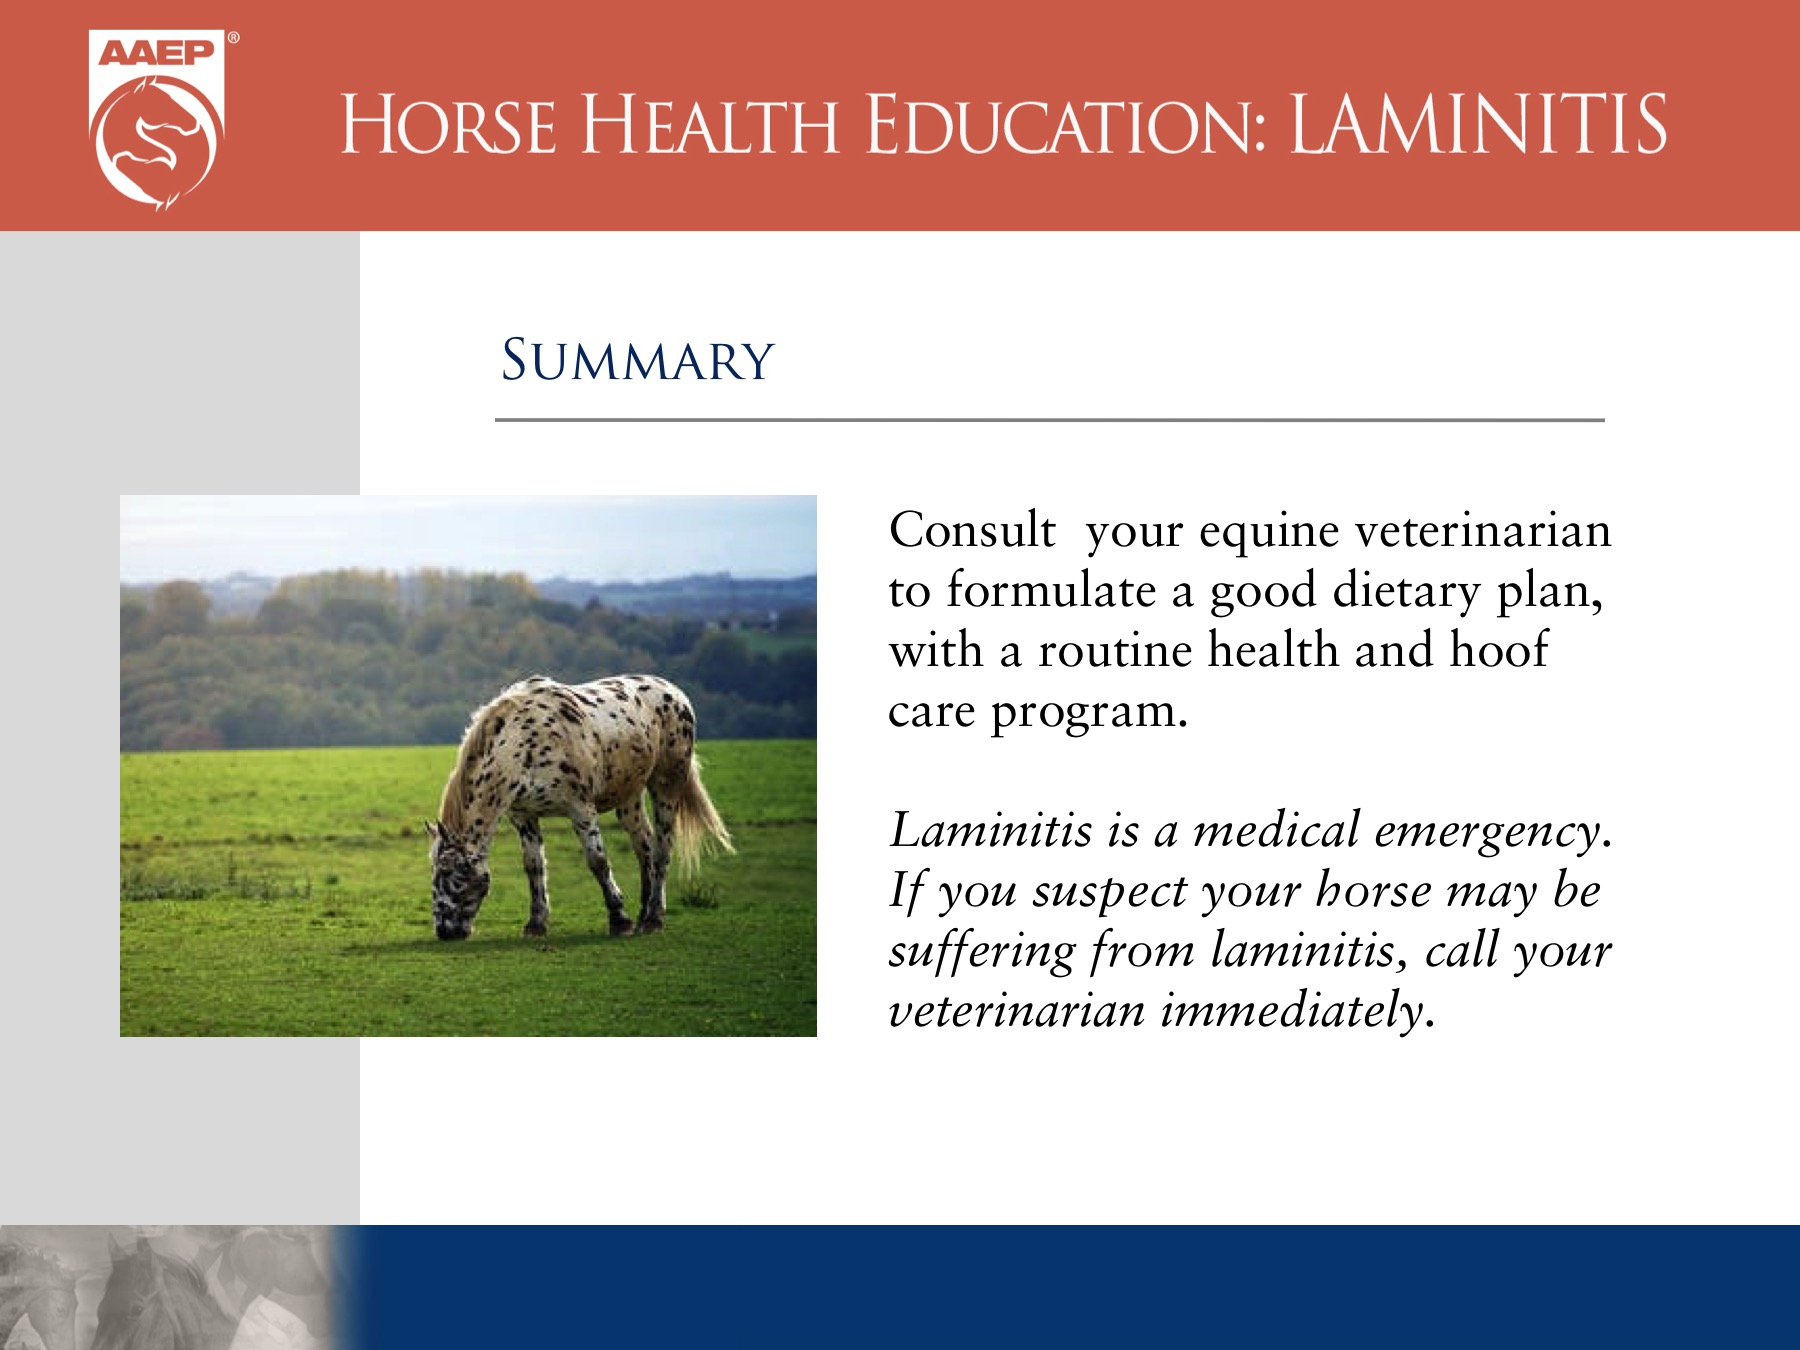 AAEP®
HORSE HEALTH EDUCATION: LAMINITIS
SUMMARY
Consult  your equine veterinarian
to formulate a good dietary plan,
with a routine health and hoof
care program.
Laminitis is a medical emergency.
If you suspect your horse may be
suffering from laminitis, call your
veterinarian immediately.